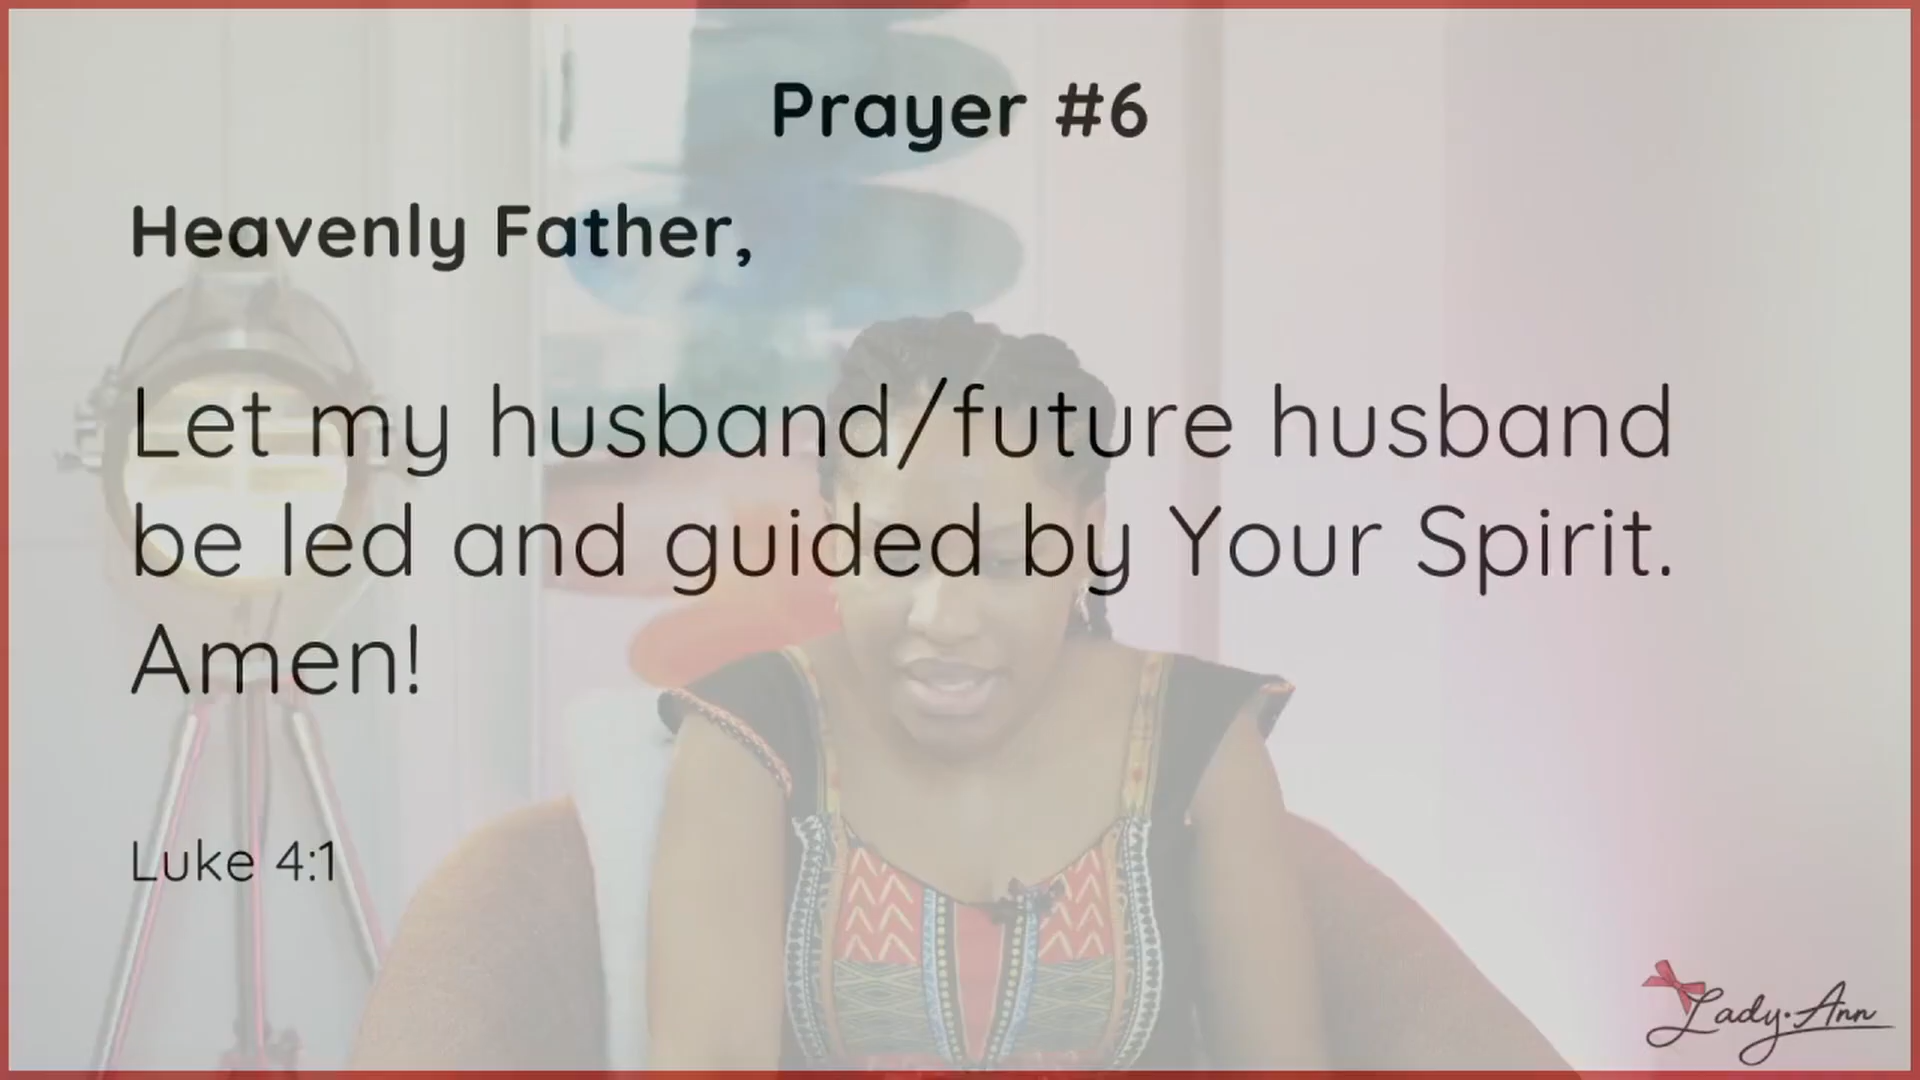 Prayer #6
Heavenly Father,
Let my husband/future husband
be led and guided by Your Spirit.
Amen!
Luke 4:1
Lady·Ann